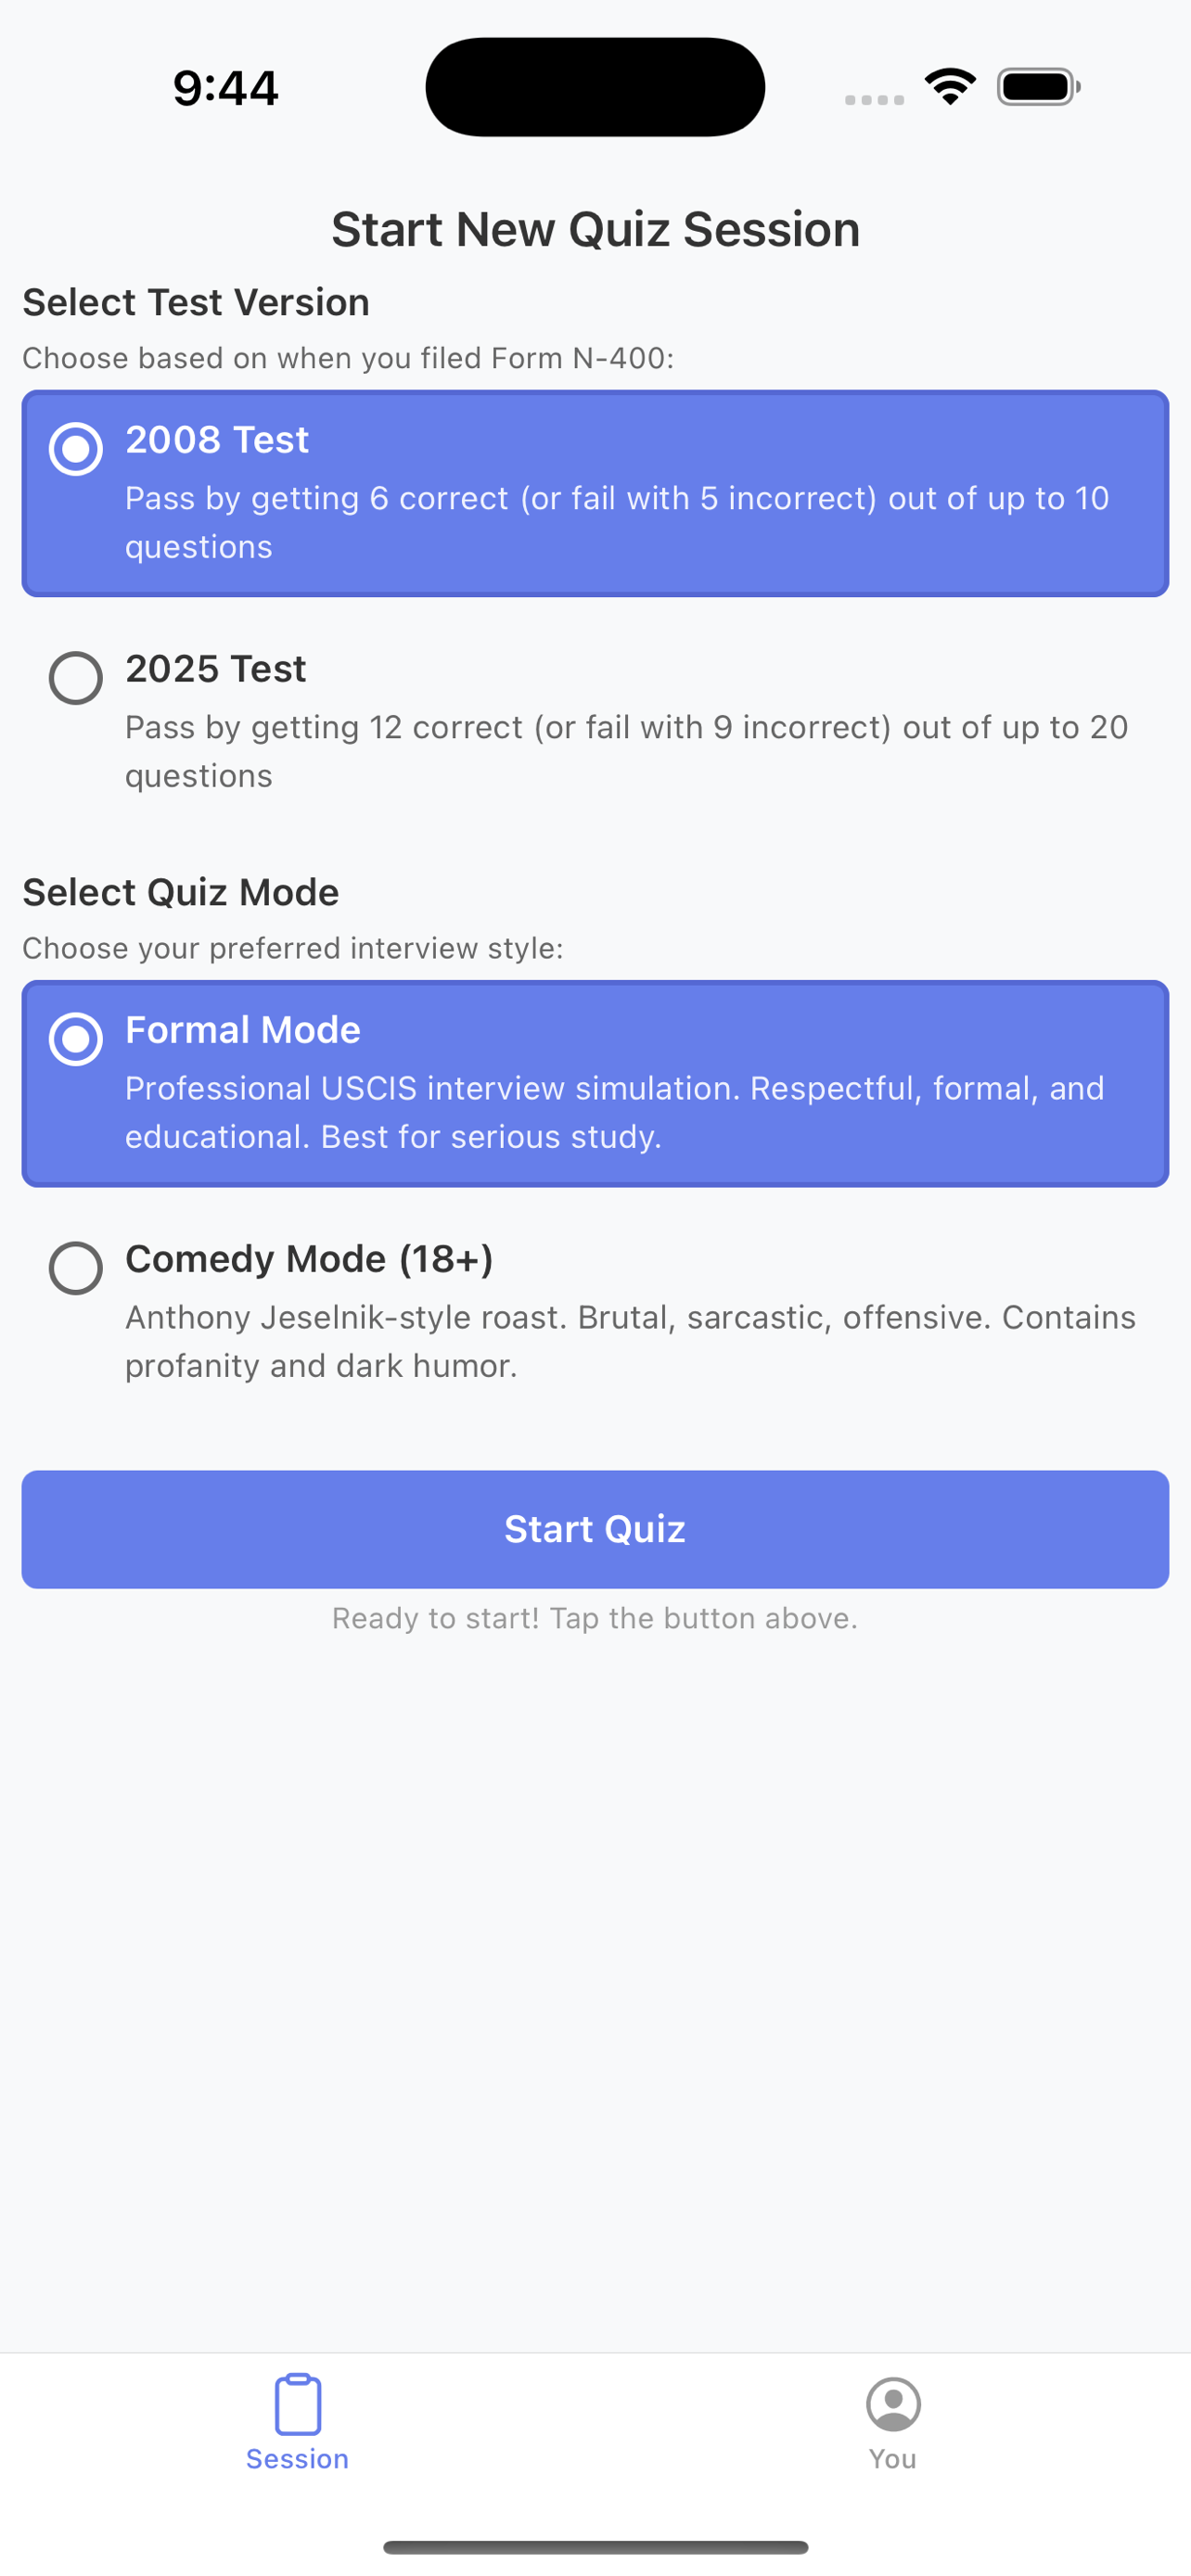 9:44
Start New Quiz Session
Select Test Version
Choose based on when you filed Form N-400:
2008 Test
Pass by getting 6 correct (or fail with 5 incorrect) out of up to 10
questions
2025 Test
Pass by getting 12 correct (or fail with 9 incorrect) out of up to 20
questions
Select Quiz Mode
Choose your preferred interview style:
Formal Mode
Professional USCIS interview simulation. Respectful, formal, and
educational. Best for serious study.
Comedy Mode (18+)
Anthony Jeselnik-style roast. Brutal, sarcastic, offensive. Contains
profanity and dark humor.
Start Quiz
Ready to start! Tap the button above.
Session
You